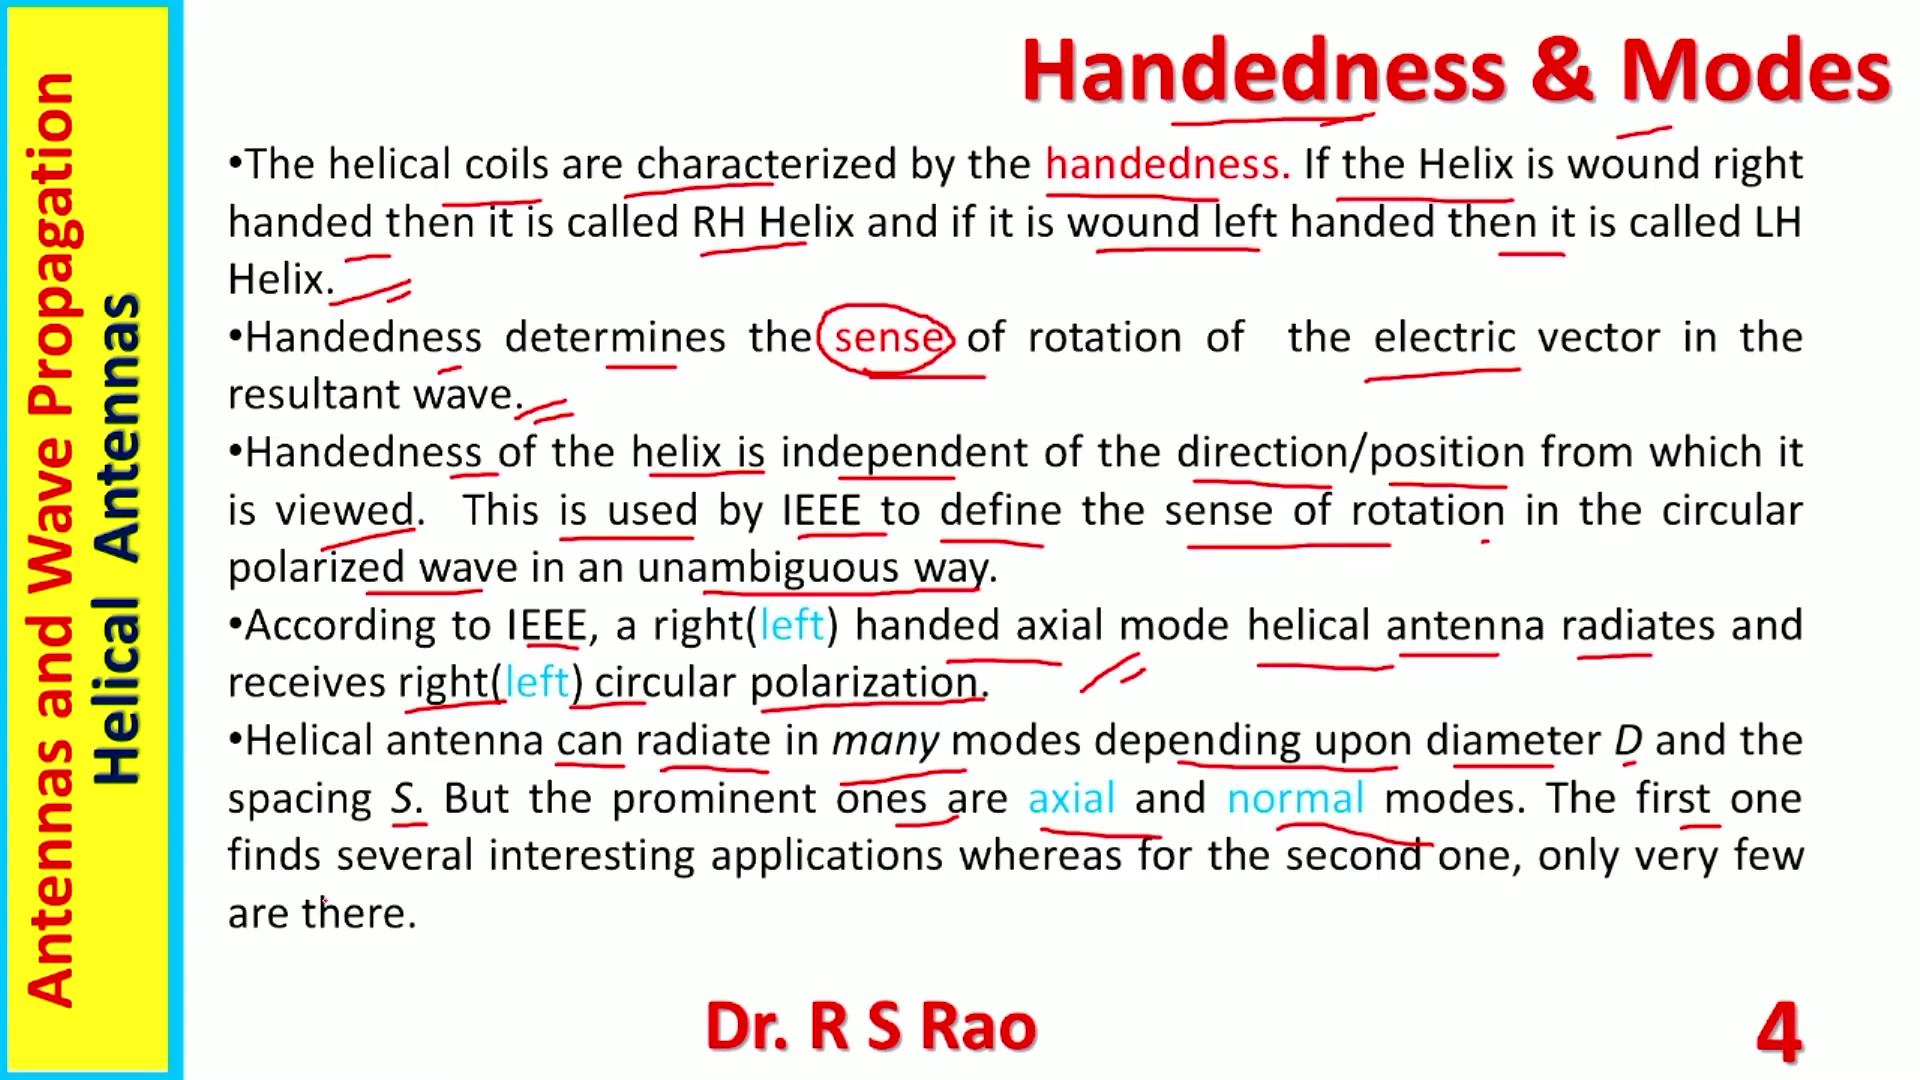 Antennas and Wave Propagation
Helical Antennas
Handedness & Modes
•The helical coils are characterized by the handedness. If the Helix is wound right
handed then it is called RH Helix and if it is wound left handed then it is called LH
Helix.
•Handedness determines the sense of rotation of the electric vector in the
resultant wave.
•Handedness of the helix is independent of the direction/position from which it
is viewed. This is used by IEEE to define the sense of rotation in the circular
polarized wave in an unambiguous way.
•According to IEEE, a right(left) handed axial mode helical antenna radiates and
receives right(left) circular polarization.
•Helical antenna can radiate in many modes depending upon diameter D and the
spacing S. But the prominent ones are axial and normal modes. The first one
finds several interesting applications whereas for the second one, only very few
are there.
Dr. R S Rao
4